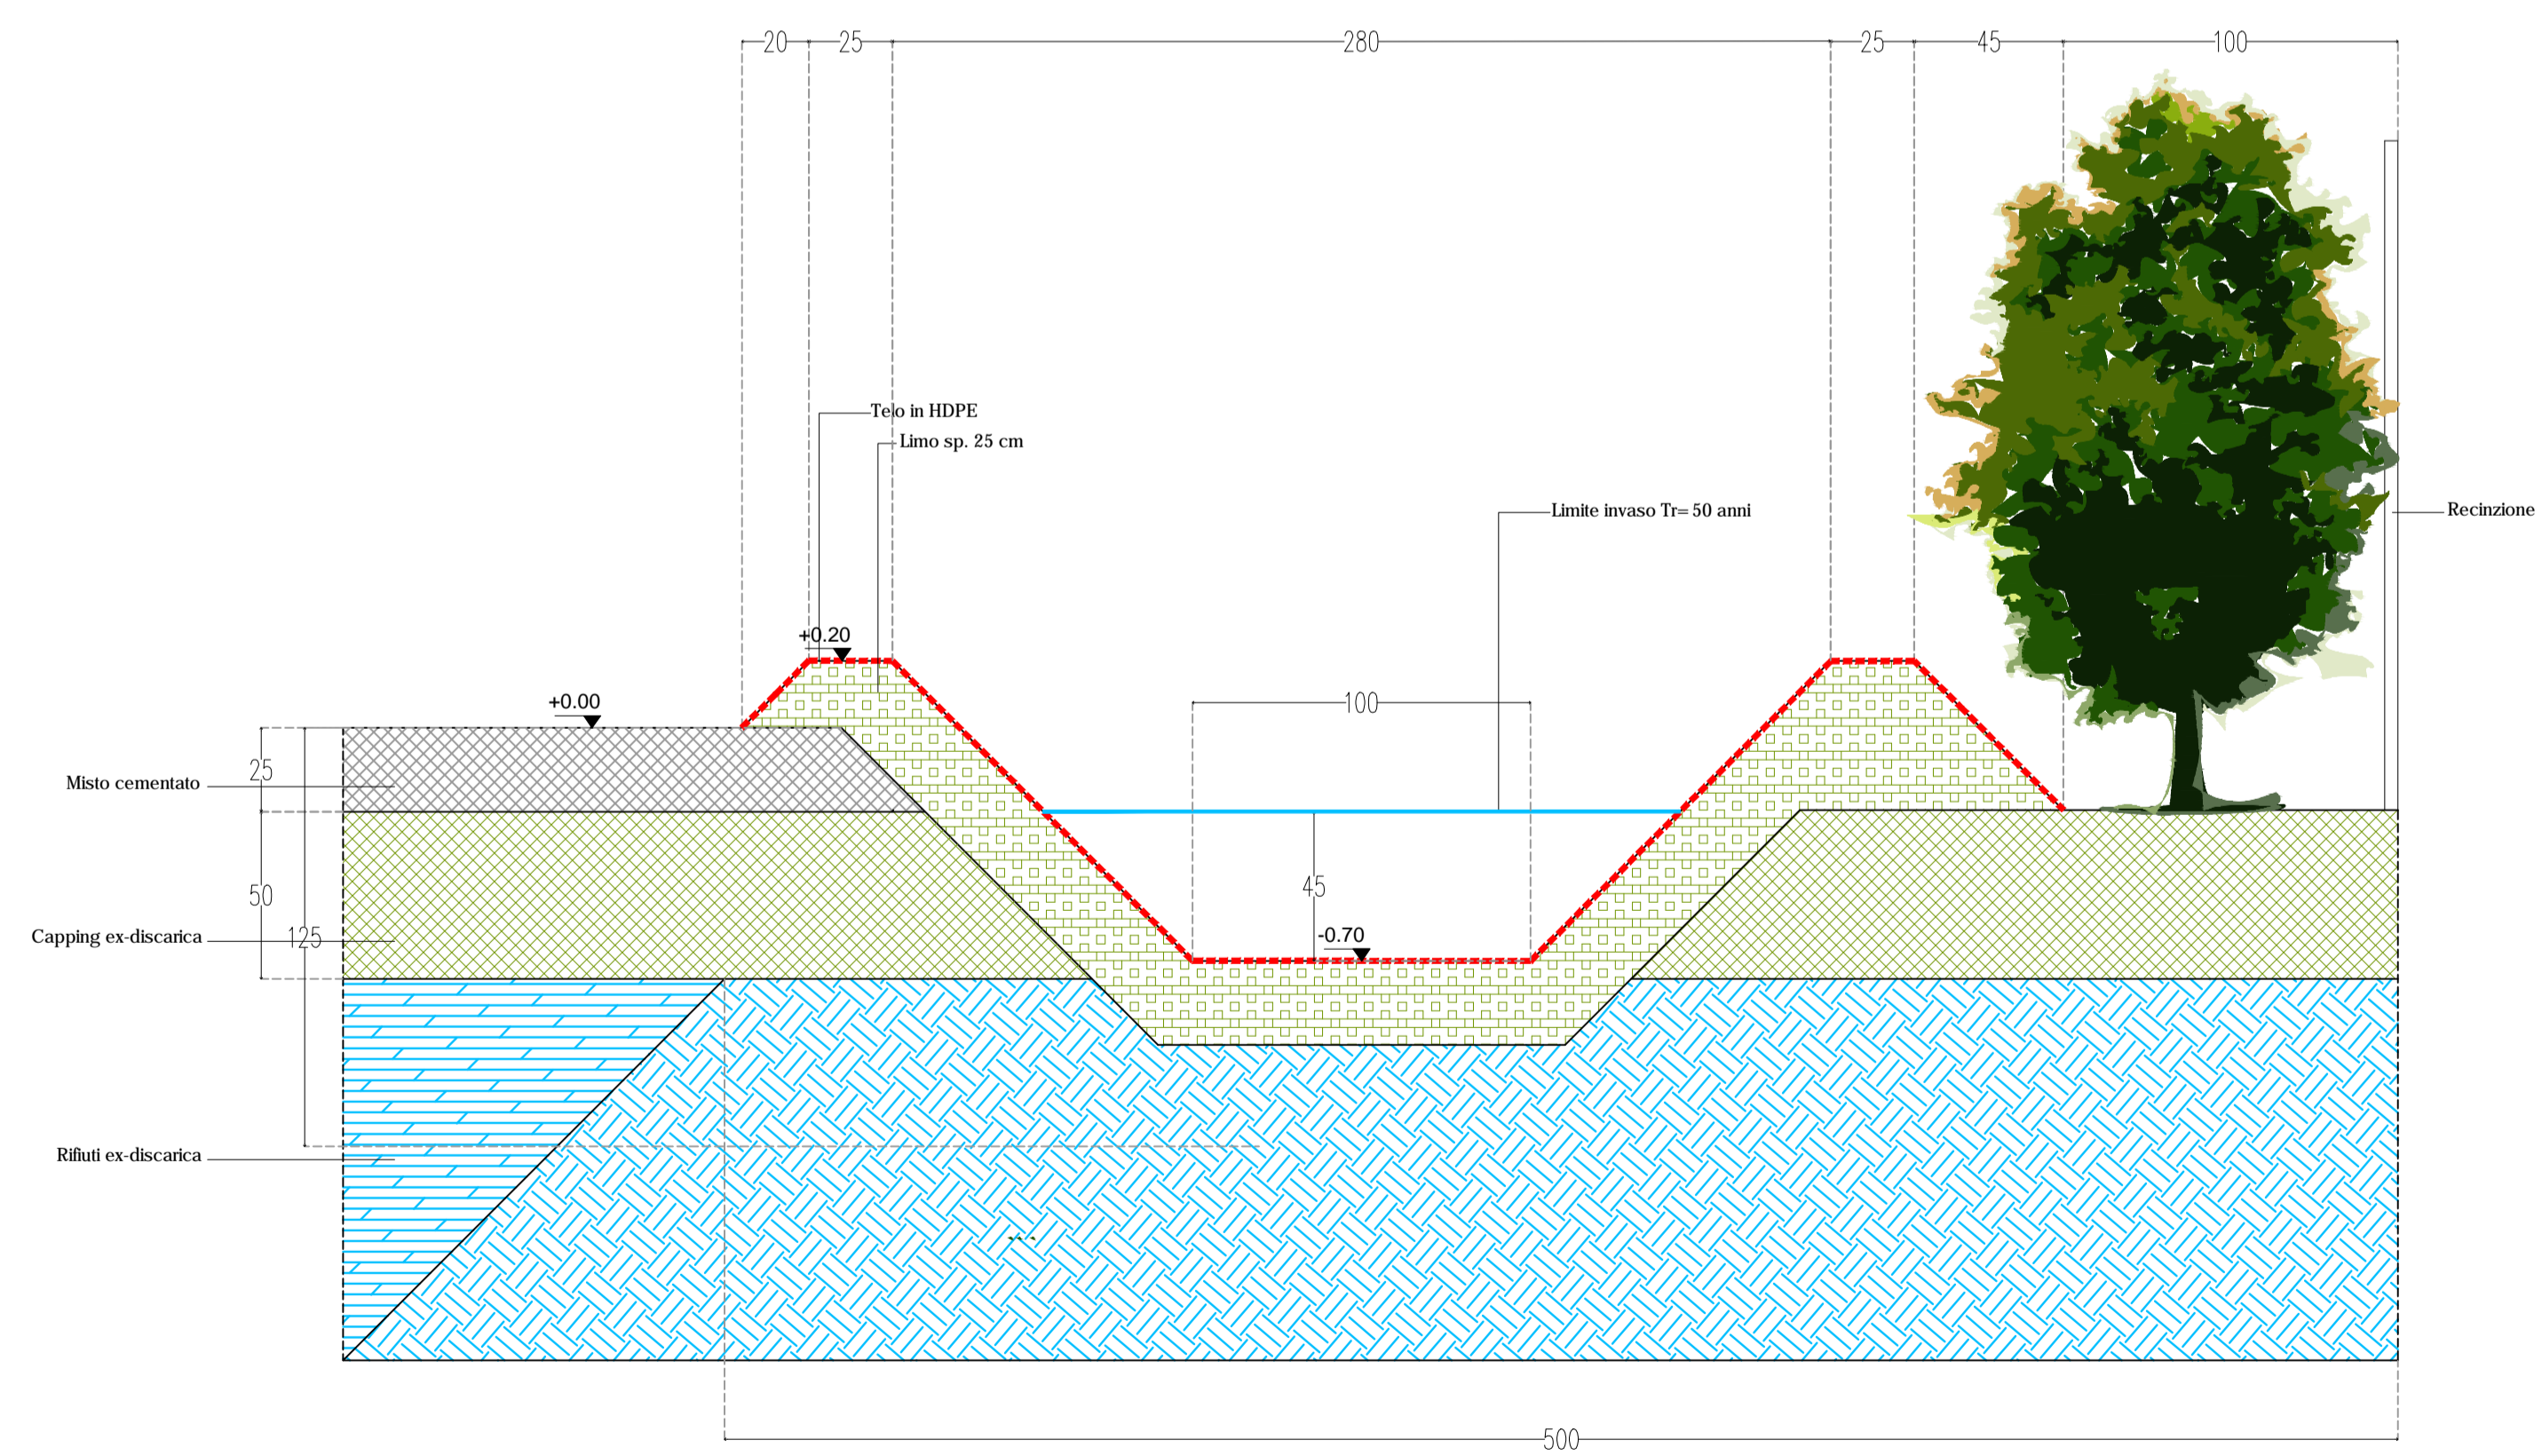 20 25 280 25 45 100
Telo in HDPE
Limo sp. 25 cm
Limite invaso Tr= 50 anni
Recinzione
+0.20
+0.00
100
25
Misto cementato
45
50
-0.70
Capping ex-discarica
125
Rifiuti ex-discarica
500